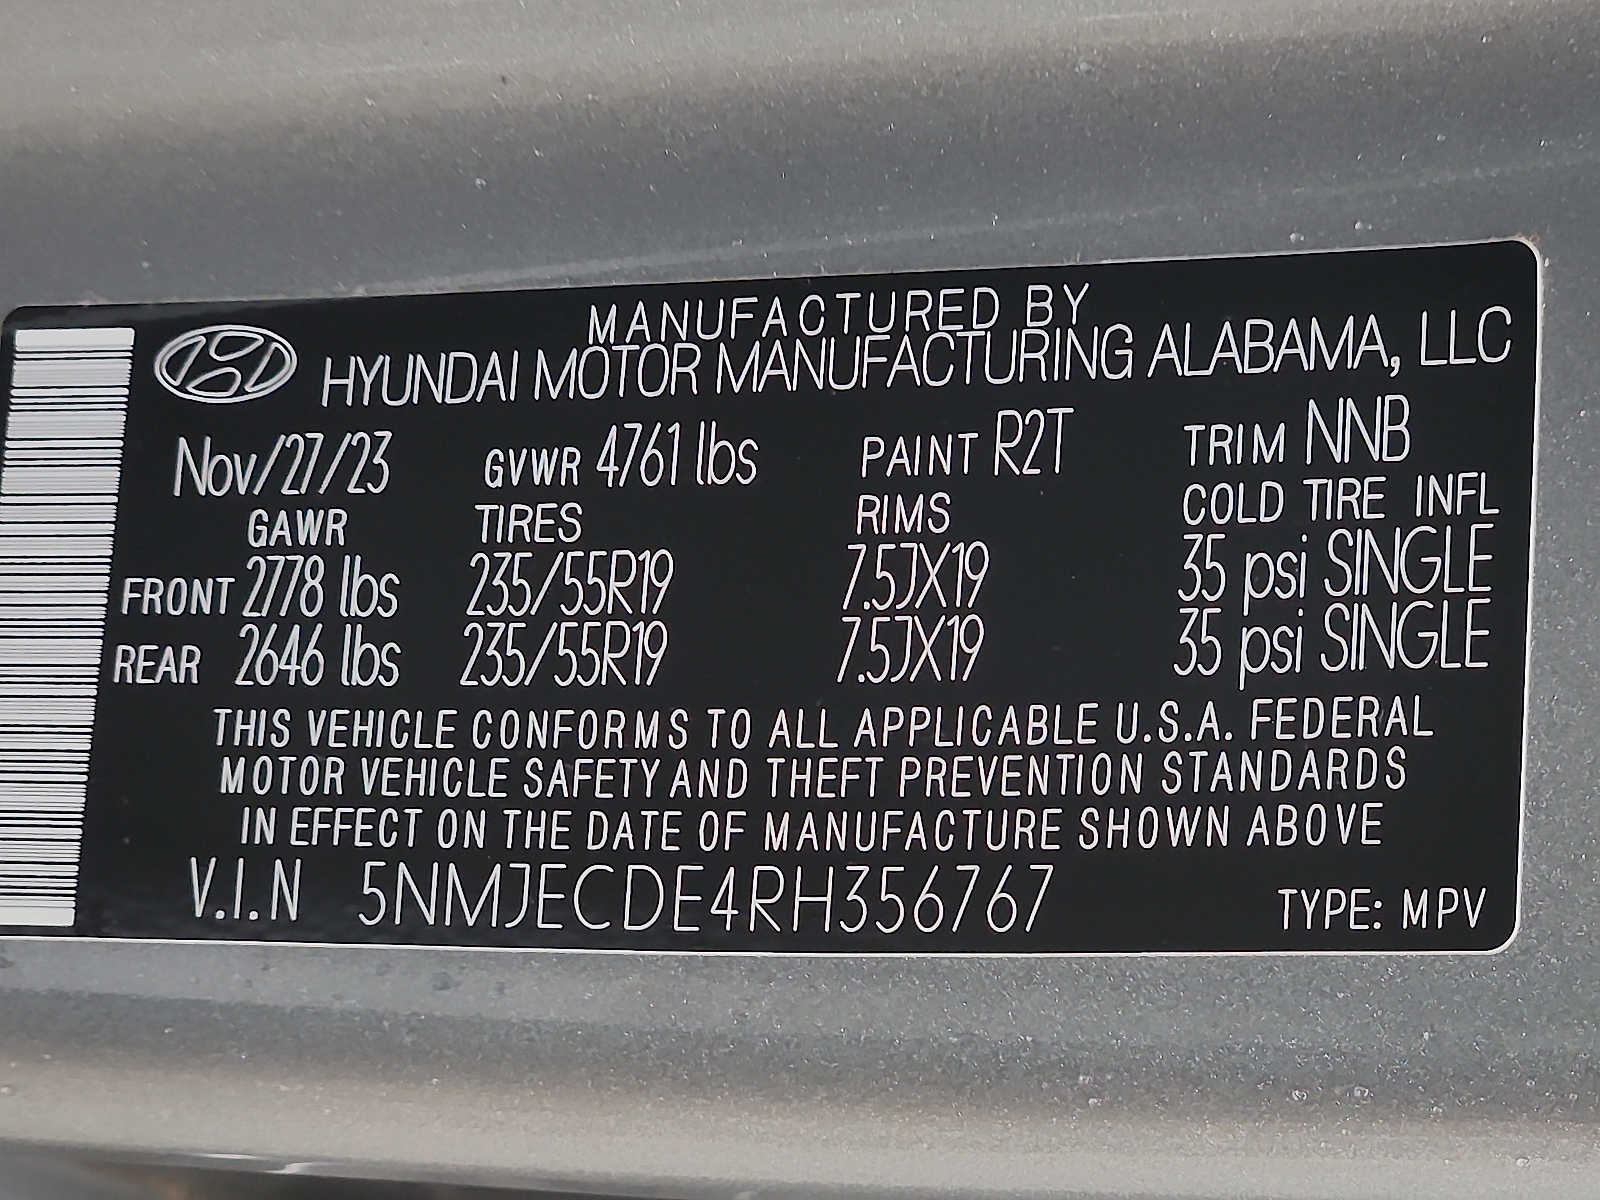 MANUFACTURED BY
HYUNDAI MOTOR MANUFACTURING ALABAMA, LLC
Nov/27/23 GVWR 4761 lbs PAINT R2T TRIM NNB
GAWR TIRES RIMS COLD TIRE INFL
FRONT 2778 lbs 235/55R19 7.5JX19 35 psi SINGLE
REAR 2646 lbs 235/55R19 7.5JX19 35 psi SINGLE
THIS VEHICLE CONFORMS TO ALL APPLICABLE U.S.A. FEDERAL
MOTOR VEHICLE SAFETY AND THEFT PREVENTION STANDARDS
IN EFFECT ON THE DATE OF MANUFACTURE SHOWN ABOVE
V.I.N 5NMJECDE4RH356767 TYPE: MPV